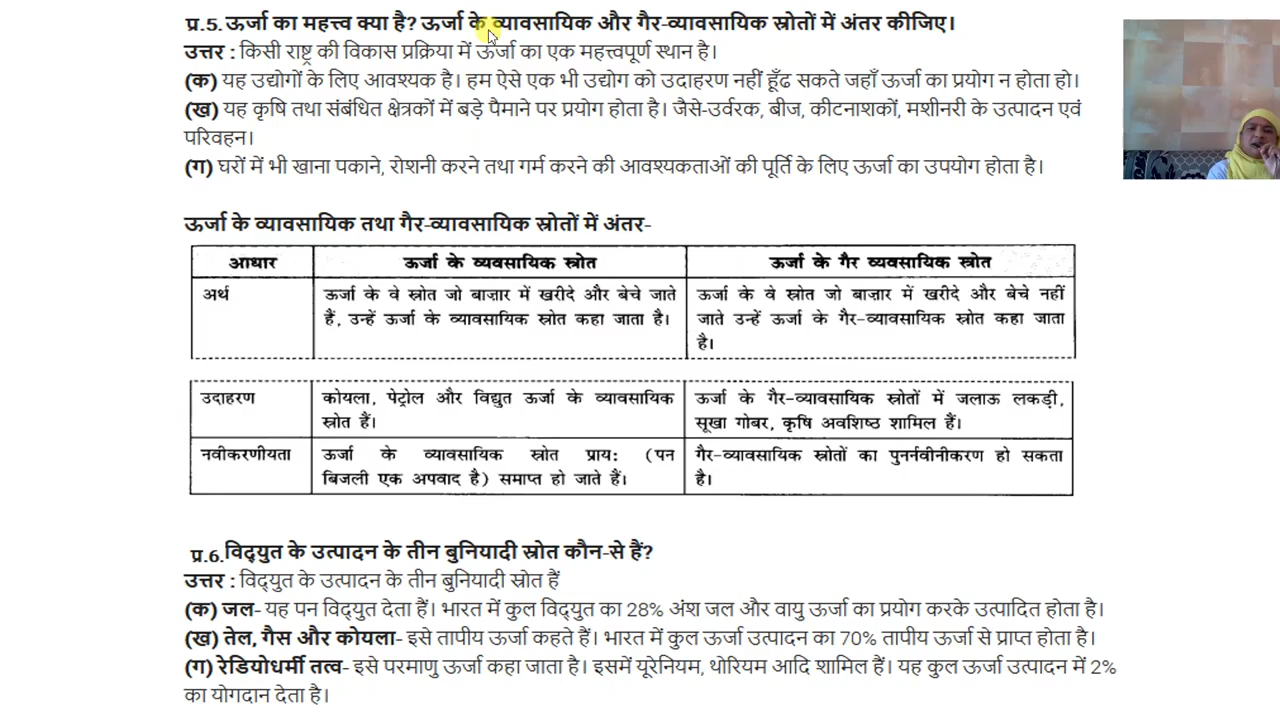 प्र.5. ऊर्जा का महत्त्व क्या है? ऊर्जा के व्यावसायिक और गैर-व्यावसायिक स्रोतों में अंतर कीजिए।
उत्तर : किसी राष्ट्र की विकास प्रक्रिया में ऊर्जा का एक महत्त्वपूर्ण स्थान है।
(क) यह उद्योगों के लिए आवश्यक है। हम ऐसे एक भी उद्योग को उदाहरण नहीं हूँढ सकते जहाँ ऊर्जा का प्रयोग न होता हो।
(ख) यह कृषि तथा संबंधित क्षेत्रकों में बड़े पैमाने पर प्रयोग होता है। जैसे-उर्वरक, बीज, कीटनाशकों, मशीनरी के उत्पादन एवं
परिवहन।
(ग) घरों में भी खाना पकाने, रोशनी करने तथा गर्म करने की आवश्यकताओं की पूर्ति के लिए ऊर्जा का उपयोग होता है।
ऊर्जा के व्यावसायिक तथा गैर-व्यावसायिक स्रोतों में अंतर-
आधार ऊर्जा के व्यवसायिक स्रोत ऊर्जा के गैर व्यवसायिक स्रोत
अर्थ ऊर्जा के वे स्रोत जो बाज़ार में खरीदे और बेचे जाते ऊर्जा के वे स्रोत जो बाज़ार में खरीदे और बेचे नहीं
हैं, उन्हें ऊर्जा के व्यावसायिक स्रोत कहा जाता है। जाते उन्हें ऊर्जा के गैर-व्यावसायिक स्रोत कहा जाता
है।
उदाहरण कोयला, पेट्रोल और विद्युत ऊर्जा के व्यावसायिक ऊर्जा के गैर-व्यावसायिक स्रोतों में जलाऊ लकड़ी,
स्रोत हैं। सूखा गोबर, कृषि अवशिष्ठ शामिल हैं।
नवीकरणीयता ऊर्जा के व्यावसायिक स्रोत प्राय: (पन गैर-व्यावसायिक स्रोतों का पुनर्नवीनीकरण हो सकता
बिजली एक अपवाद है) समाप्त हो जाते हैं। है।
प्र.6. विद्युत के उत्पादन के तीन बुनियादी स्रोत कौन-से हैं?
उत्तर : विद्युत के उत्पादन के तीन बुनियादी स्रोत हैं
(क) जल- यह पन विद्युत देता हैं। भारत में कुल विद्युत का 28% अंश जल और वायु ऊर्जा का प्रयोग करके उत्पादित होता है।
(ख) तेल, गैस और कोयला- इसे तापीय ऊर्जा कहते हैं। भारत में कुल ऊर्जा उत्पादन का 70% तापीय ऊर्जा से प्राप्त होता है।
(ग) रेडियोधर्मी तत्व- इसे परमाणु ऊर्जा कहा जाता है। इसमें यूरेनियम, थोरियम आदि शामिल हैं। यह कुल ऊर्जा उत्पादन में 2%
का योगदान देता है।